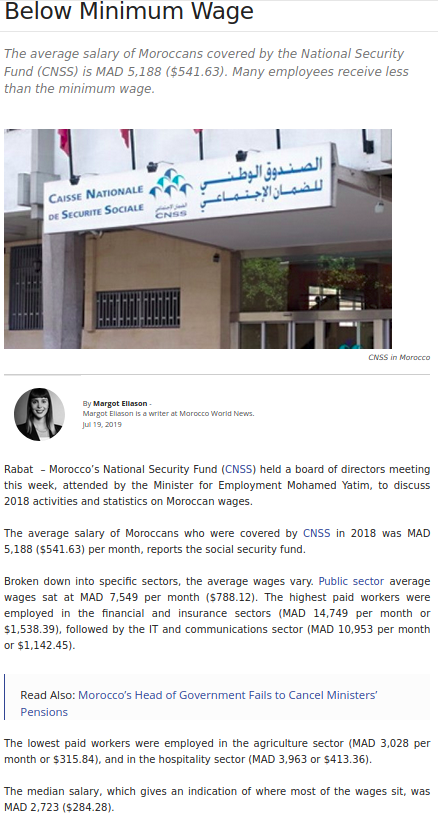 Below Minimum Wage
The average salary of Moroccans covered by the National Security
Fund (CNSS) is MAD 5,188 ($541.63). Many employees receive less
than the minimum wage.
CAISSE NATIONALE
DE SECURITE SOCIALE
CNSS
الصندوق الوطني
للضمان الإجتماعي
CNSS in Morocco
By Margot Eliason -
Margot Eliason is a writer at Morocco World News.
Jul 19, 2019
Rabat – Morocco’s National Security Fund (CNSS) held a board of directors meeting
this week, attended by the Minister for Employment Mohamed Yatim, to discuss
2018 activities and statistics on Moroccan wages.
The average salary of Moroccans who were covered by CNSS in 2018 was MAD
5,188 ($541.63) per month, reports the social security fund.
Broken down into specific sectors, the average wages vary. Public sector average
wages sat at MAD 7,549 per month ($788.12). The highest paid workers were
employed in the financial and insurance sectors (MAD 14,749 per month or
$1,538.39), followed by the IT and communications sector (MAD 10,953 per month
or $1,142.45).
Read Also: Morocco’s Head of Government Fails to Cancel Ministers’
Pensions
The lowest paid workers were employed in the agriculture sector (MAD 3,028 per
month or $315.84), and in the hospitality sector (MAD 3,963 or $413.36).
The median salary, which gives an indication of where most of the wages sit, was
MAD 2,723 ($284.28).